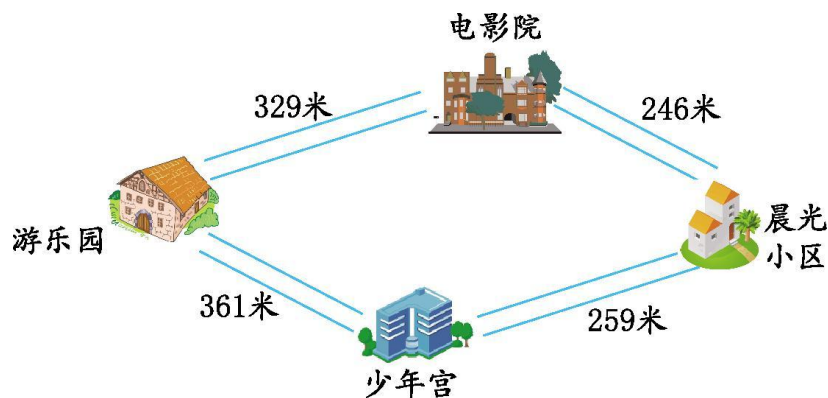 电影院
329米
246米
游乐园
晨光
小区
361米
259米
少年宫